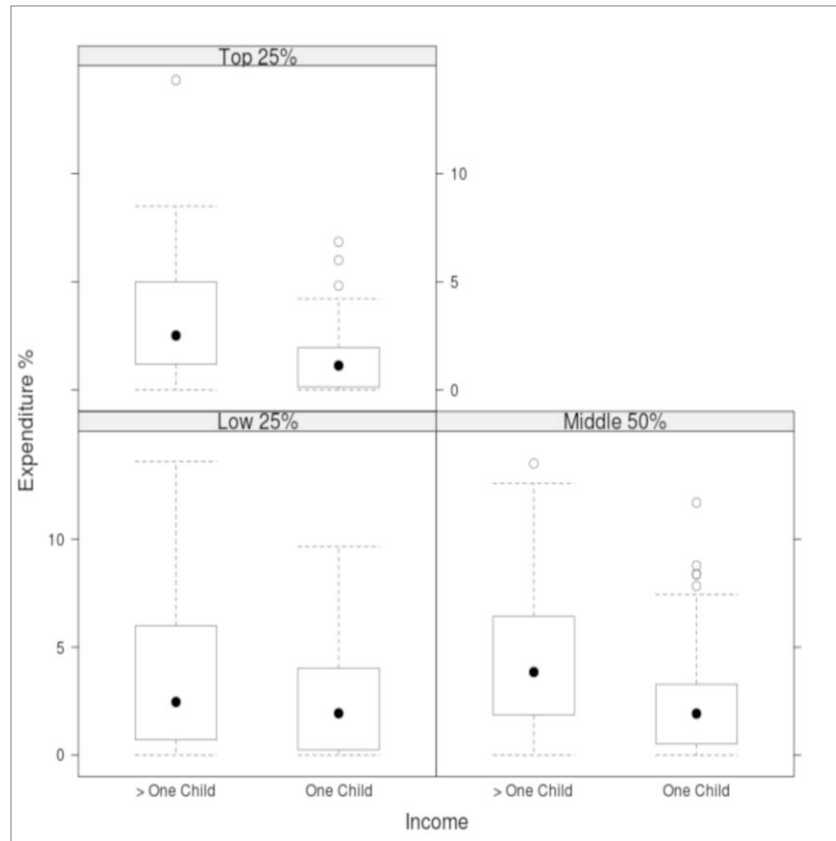 Top 25%
10
5
0
Expenditure %
Low 25%
Middle 50%
10
5
0
> One Child
One Child
> One Child
One Child
Income